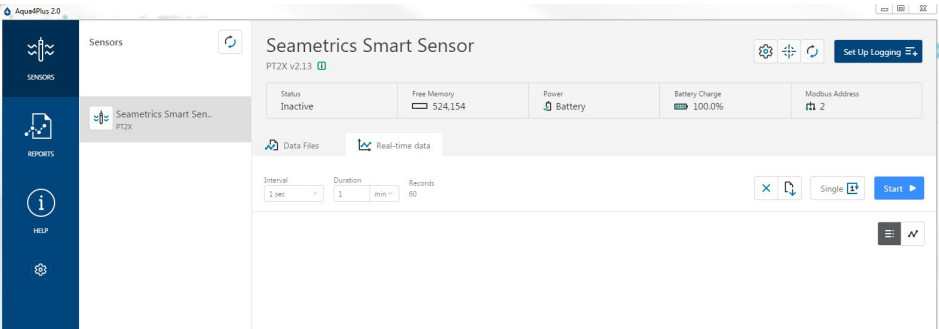 Aqua4Plus 2.0
SENSORS
REPORTS
HELP
Sensors
Seametrics Smart Sen..
PT2X
Seametrics Smart Sensor
PT2X v2.13
Set Up Logging
Status Free Memory Power Battery Charge Modbus Address
Inactive 524,154 Battery 100.0% 2
Data Files Real-time data
Interval Duration Records
1 sec 1 min 60
Single Start